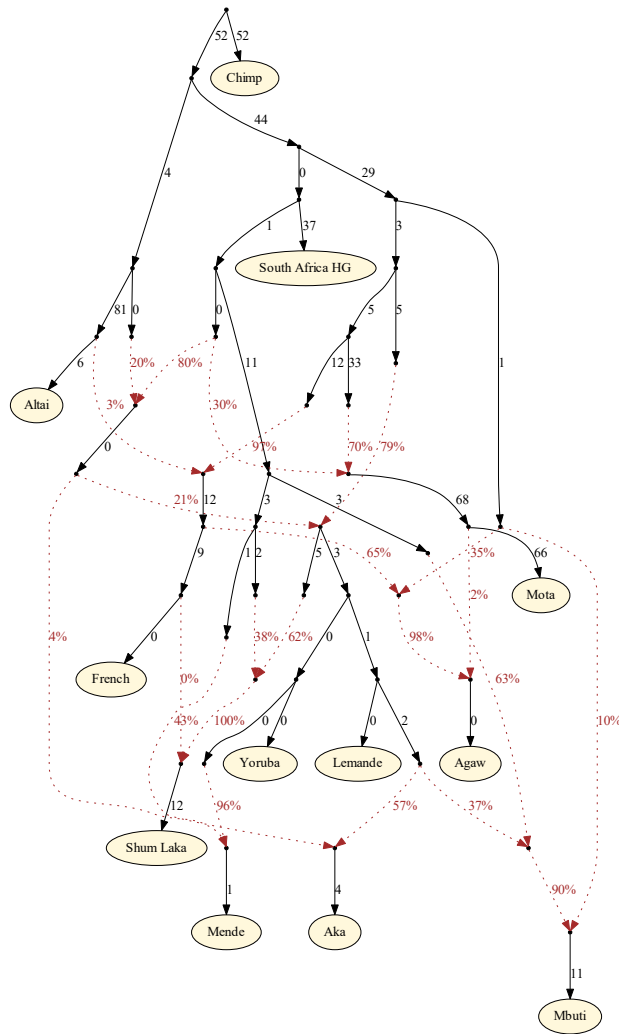 52 52
Chimp
44
4 0 29
1 37 3
South Africa HG
81 0 0 5 5
6 20% 80% 11 12 33 1
Altai 3% 30% 97% 70% 79%
0
21% 12 3 3 68
9 1 2 5 3 65% 35% 66
Mota
4% 0 38% 62% 0 1 98% 2%
French 0% 63%
43% 100% 0 0 0 2 0 10%
Yoruba Lemande Agaw
12 96% 57% 37%
Shum Laka
1 4 90%
Mende Aka
11
Mbuti